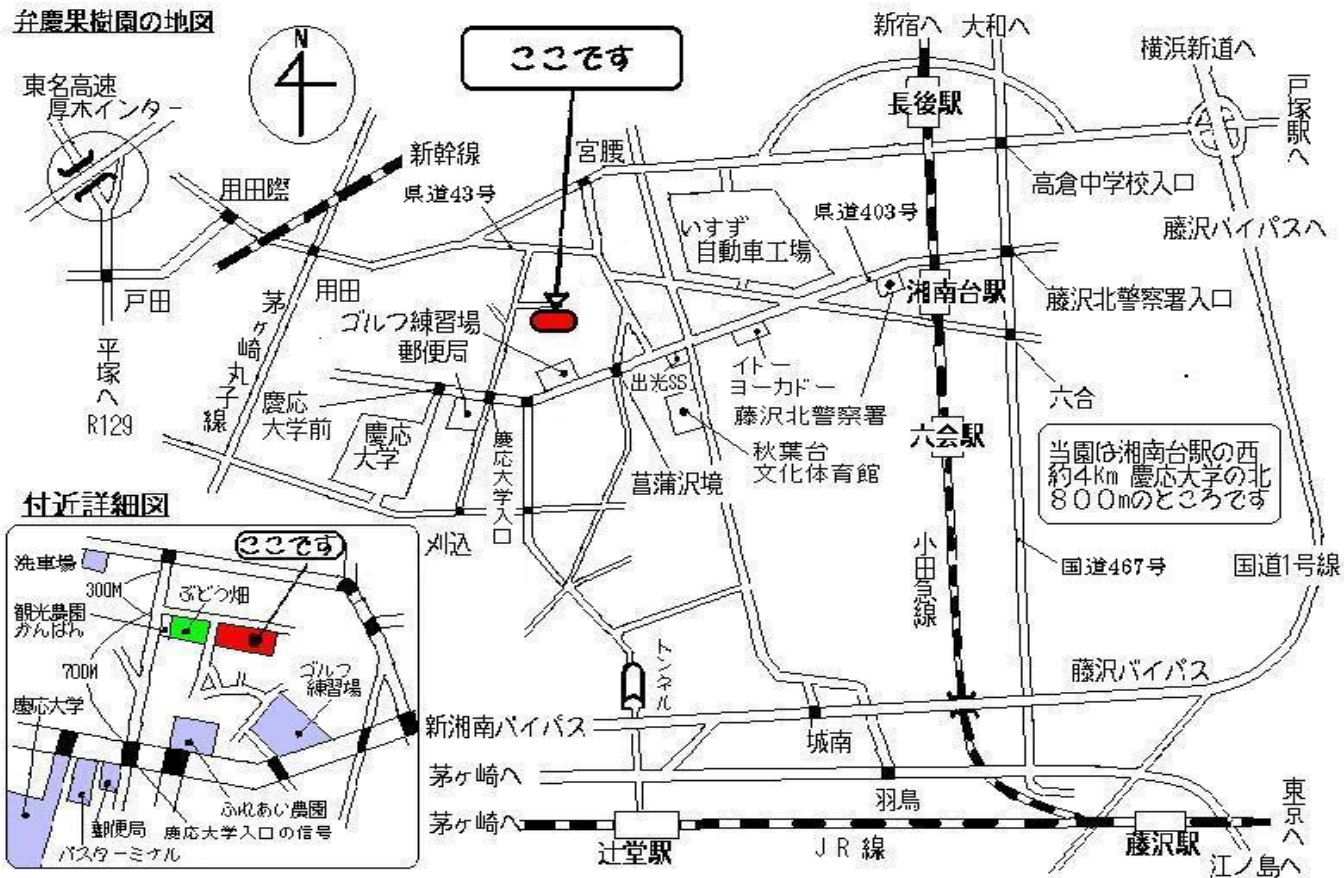 弁慶果樹園の地図
N
ここです
新宿へ
大和へ
横浜新道へ
戸塚駅へ
東名高速
厚木インター
長後駅
新幹線
宮腰
用田際
県道43号
高倉中学校入口
県道403号
いすず
自動車工場
藤沢バイパスへ
戸田
用田
湘南台駅
藤沢北警察署入口
茅ヶ崎丸子線
ゴルフ練習場
郵便局
平塚へ
R129
出光SS
イトー
ヨーカドー
六合
慶応
大学前
慶応
大学
慶応大学入口
藤沢北警察署
六会駅
秋葉台
文化体育館
菖蒲沢境
当園は湘南台駅の西
約4Km 慶応大学の北
800mのところです
刈込
小田急線
国道467号
国道1号線
トンネル
藤沢バイパス
新湘南バイパス
城南
茅ヶ崎へ
羽鳥
茅ヶ崎へ
辻堂駅
JR線
藤沢駅
東京へ
江ノ島へ
付近詳細図
ここです
洗車場
300M
ぶどう畑
観光農園
かんばん
700M
ゴルフ
練習場
慶応大学
ふれあい農園
郵便局
慶応大学入口の信号
バスターミナル